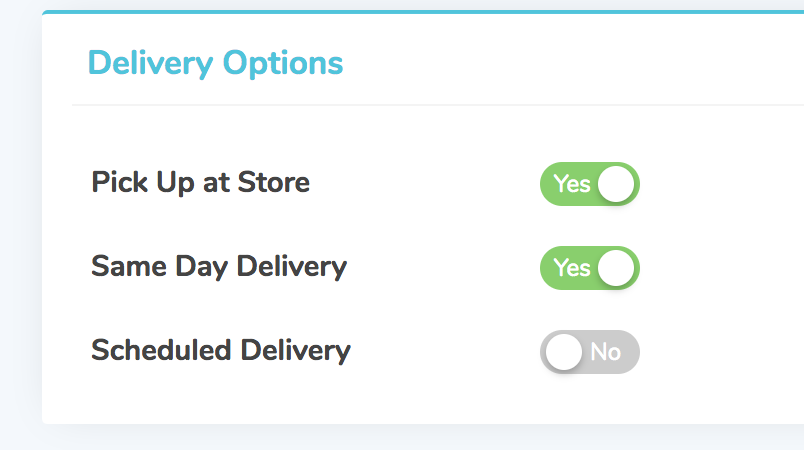 Delivery Options
Pick Up at Store Yes
Same Day Delivery Yes
Scheduled Delivery No